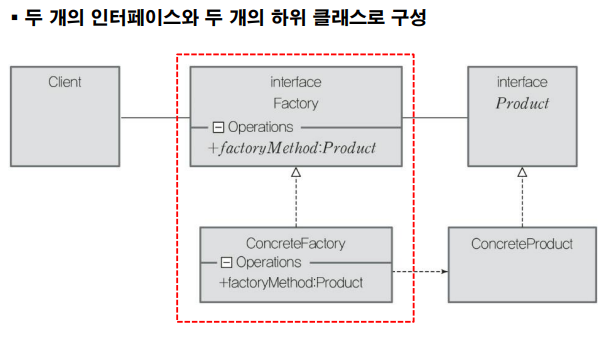 ▪ 두 개의 인터페이스와 두 개의 하위 클래스로 구성
Client
interface
Factory
Operations
+factoryMethod:Product
interface
Product
ConcreteFactory
Operations
+factoryMethod:Product
ConcreteProduct